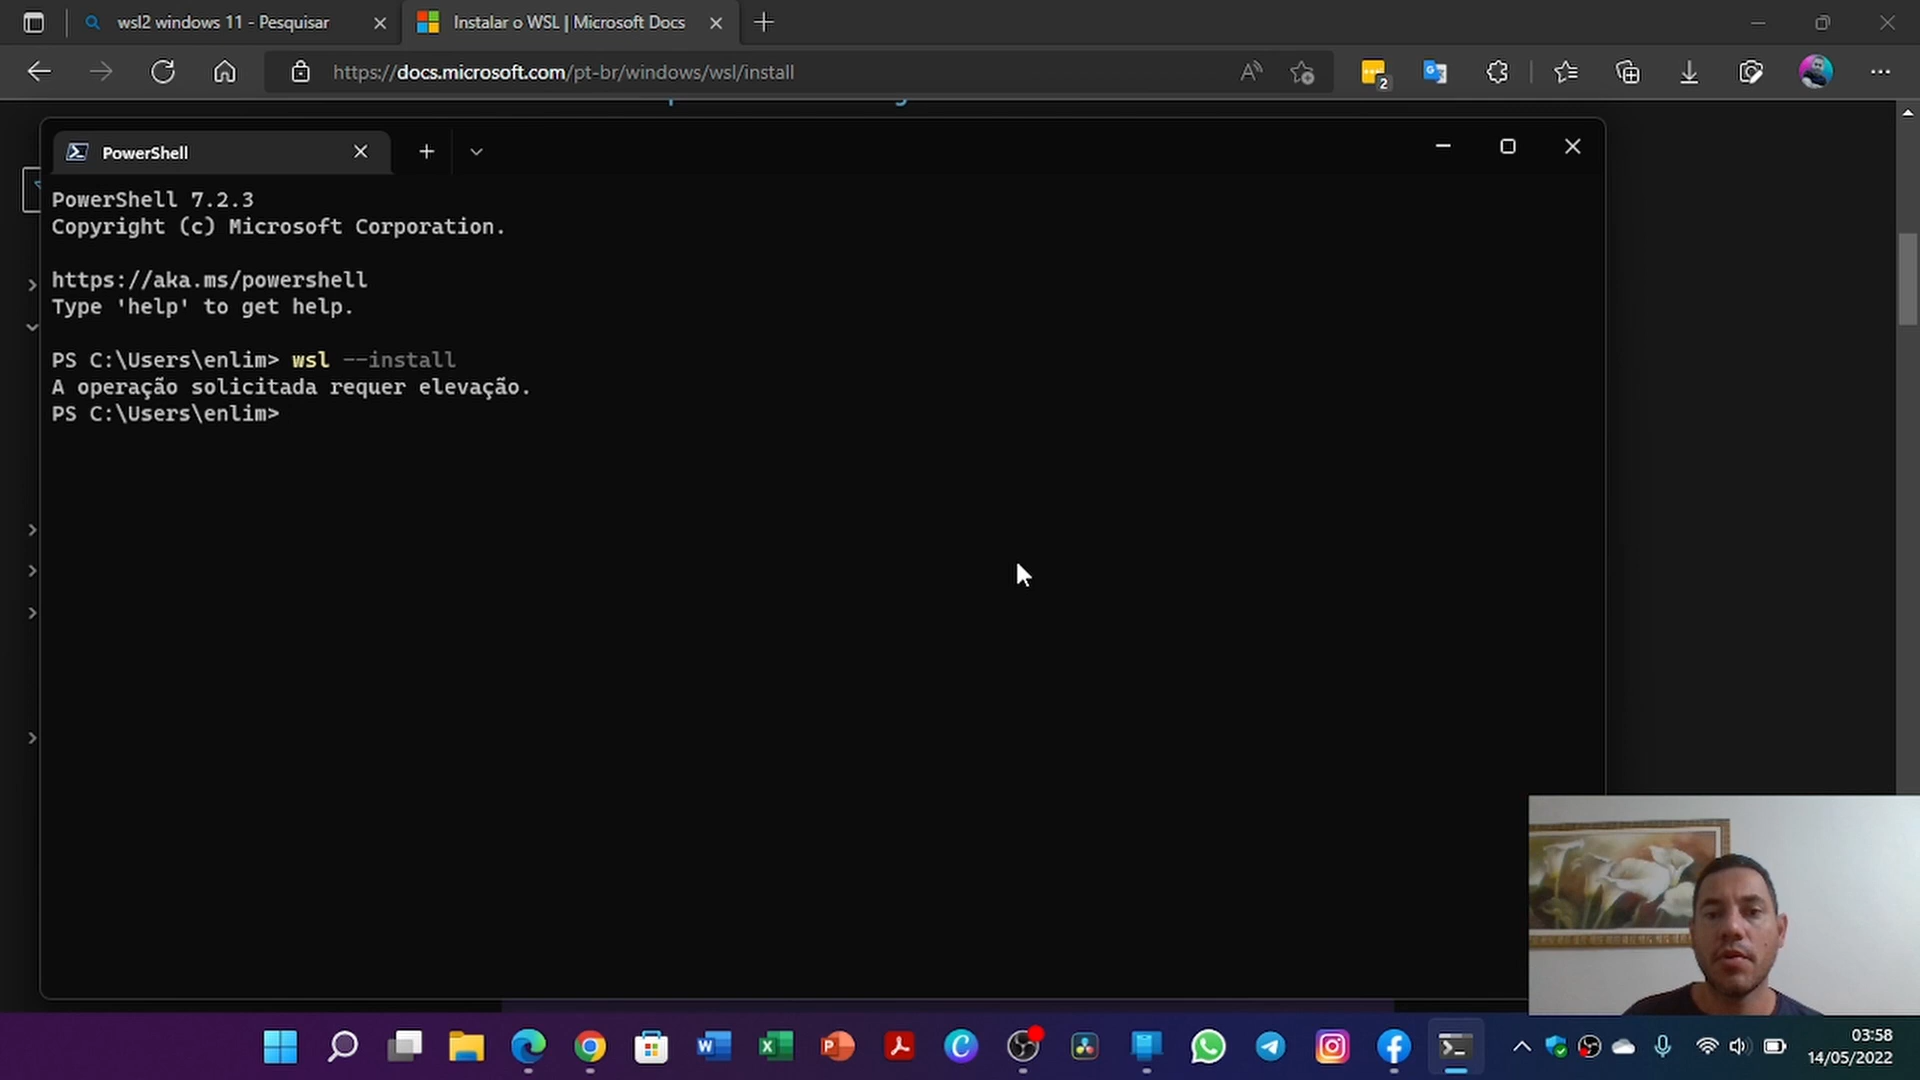 wsl2 windows 11 - Pesquisar
Instalar o WSL | Microsoft Docs
https://docs.microsoft.com/pt-br/windows/wsl/install
2
PowerShell
PowerShell 7.2.3
Copyright (c) Microsoft Corporation.
https://aka.ms/powershell
Type 'help' to get help.
PS C:\Users\enlim> wsl --install
A operação solicitada requer elevação.
PS C:\Users\enlim>
03:58
14/05/2022